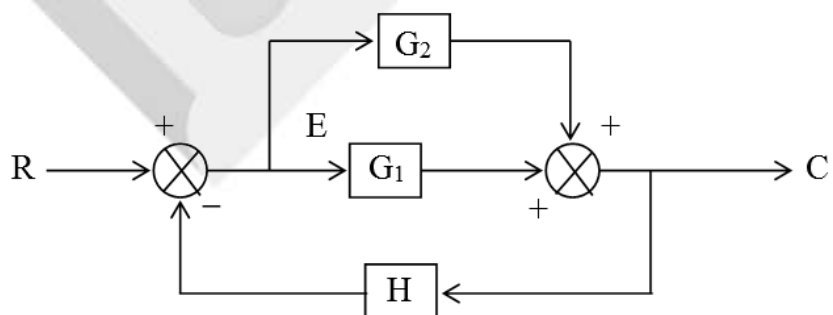 G₂
+ E +
R G₁ C
− +
H